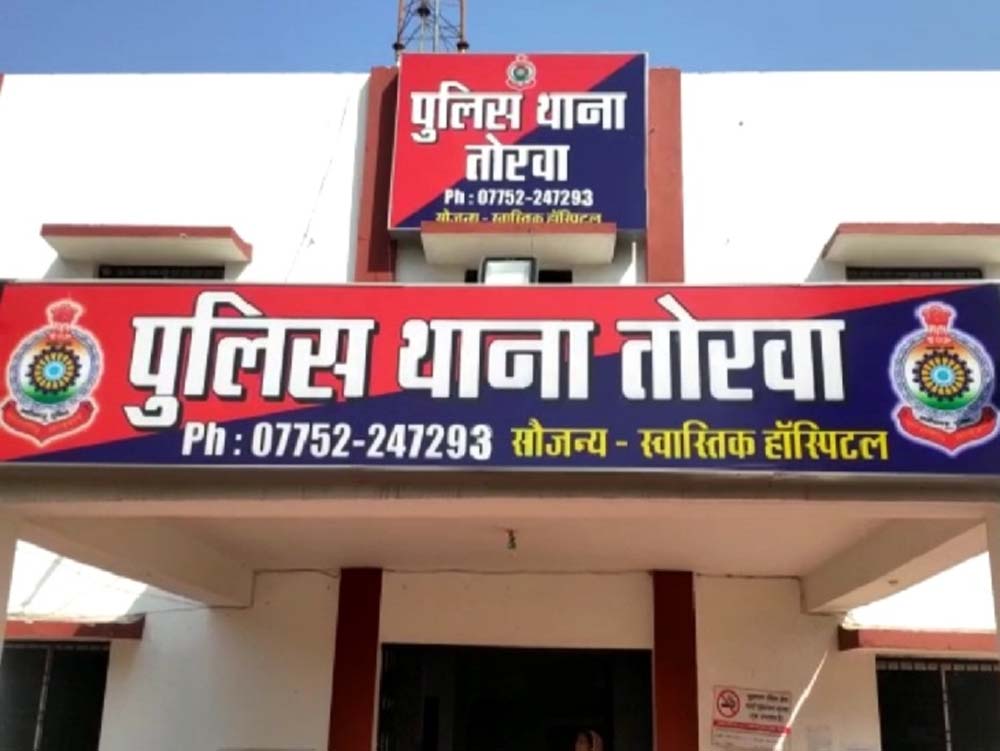 पुलिस थाना
तोरवा
Ph : 07752-247293
सौजन्य - स्वास्तिक हॉस्पिटल
पुलिस थाना तोरवा
Ph : 07752-247293 सौजन्य - स्वास्तिक हॉस्पिटल